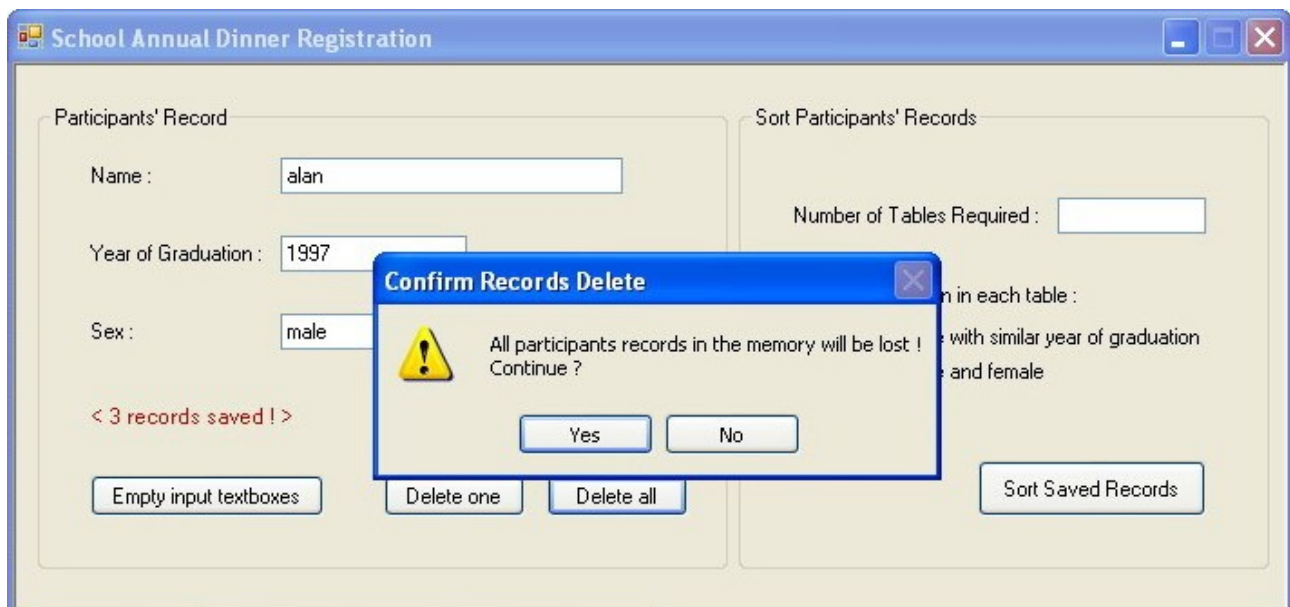 School Annual Dinner Registration
Participants' Record
Name :
alan
Year of Graduation :
1997
Sex :
male
< 3 records saved ! >
Empty input textboxes
Delete one
Delete all
Sort Participants' Records
Number of Tables Required :
in each table :
with similar year of graduation
and female
Sort Saved Records
Confirm Records Delete
All participants records in the memory will be lost !
Continue ?
Yes
No